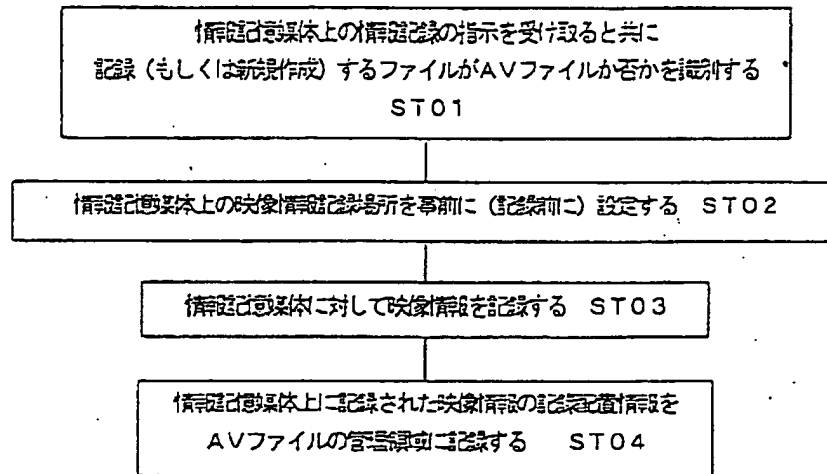 情報記憶媒体上の情報記録の指示を受け取ると共に
記録（もしくは新規作成）するファイルがAVファイルか否かを識別する
ST01
情報記憶媒体上の映像情報記録場所を事前に（記録前に）設定する ST02
情報記憶媒体に対して映像情報を記録する ST03
情報記憶媒体上に記録された映像情報の記録配置情報を
AVファイルの管理領域に記録する ST04